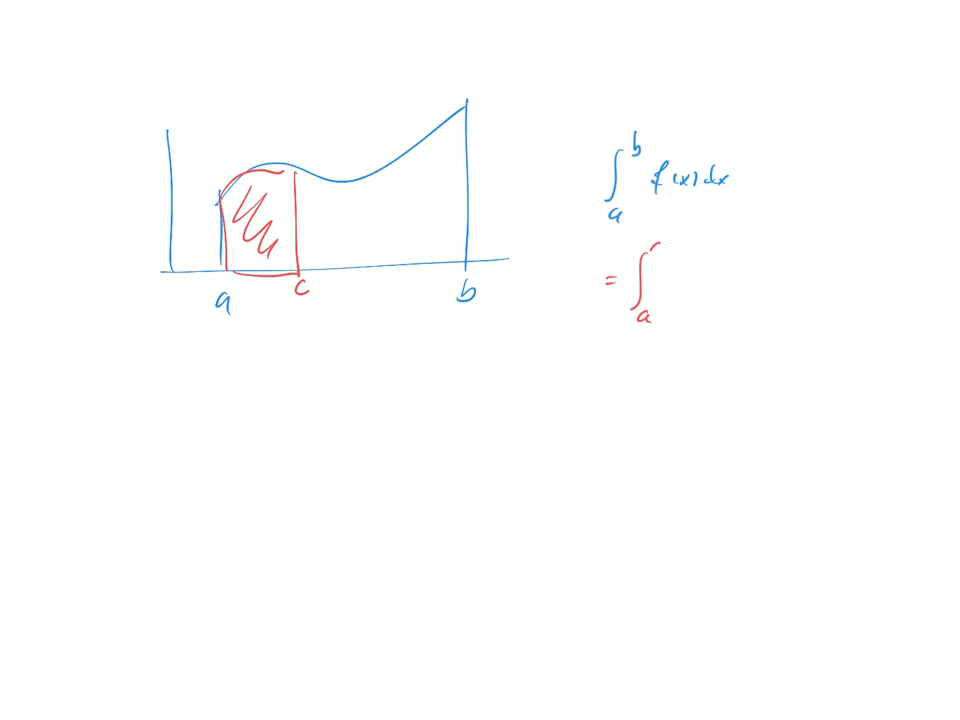 ∫_a^b f(x)dx
= ∫_a
a c b